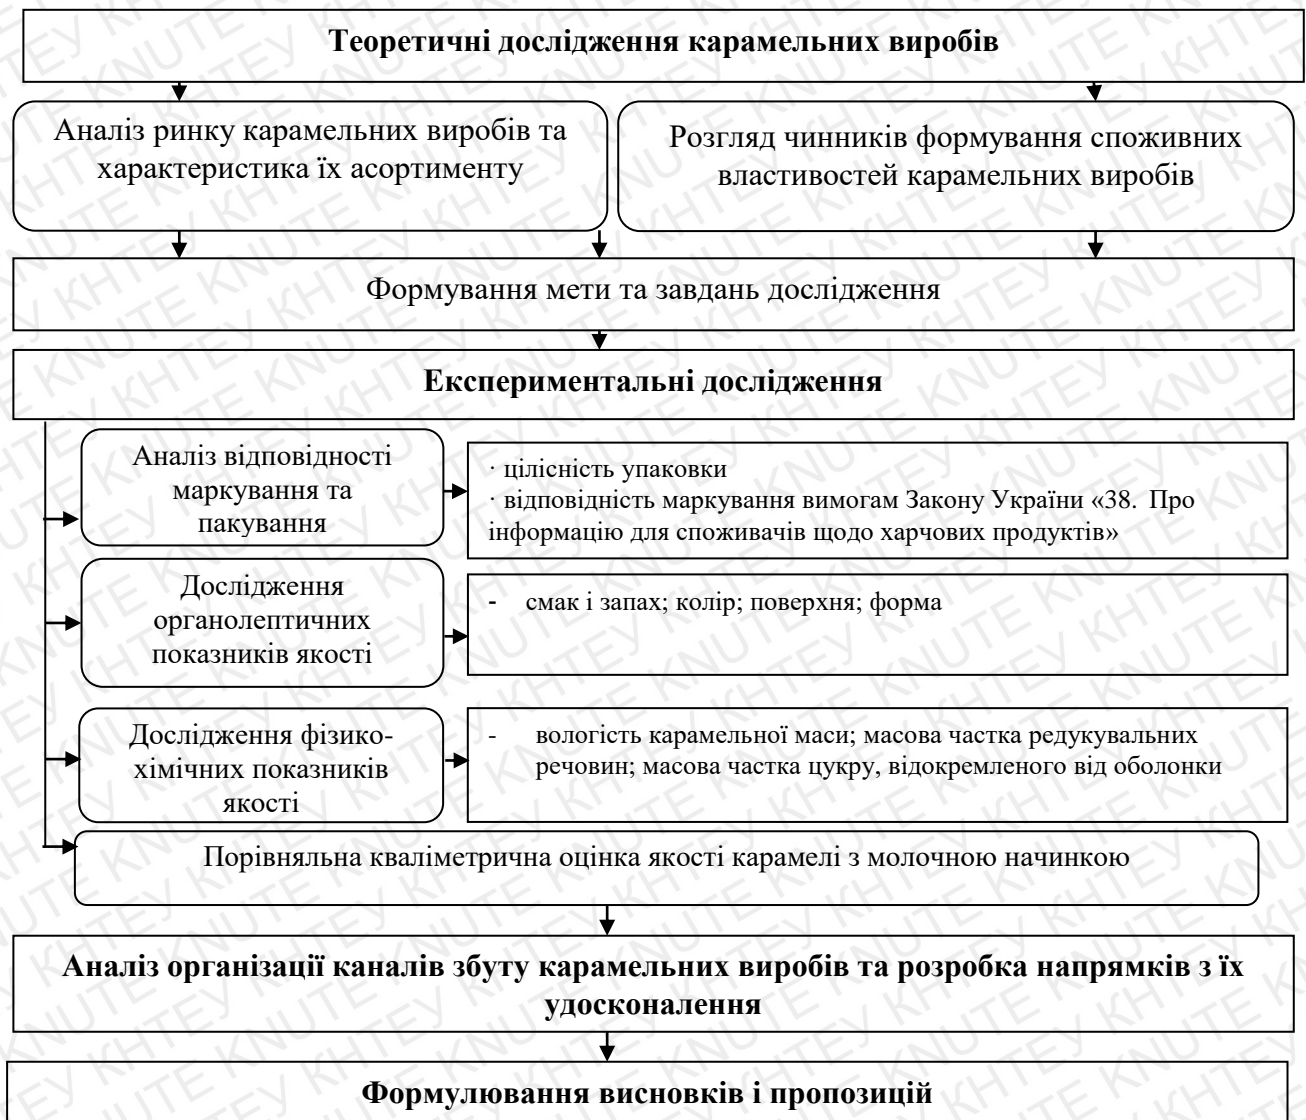 Теоретичні дослідження карамельних виробів
Аналіз ринку карамельних виробів та
характеристика їх асортименту
Розгляд чинників формування споживних
властивостей карамельних виробів
Формування мети та завдань дослідження
Експериментальні дослідження
Аналіз відповідності
маркування та
пакування
· цілісність упаковки
· відповідність маркування вимогам Закону України «38. Про
інформацію для споживачів щодо харчових продуктів»
Дослідження
органолептичних
показників якості
- смак і запах; колір; поверхня; форма
Дослідження фізико-
хімічних показників
якості
- вологість карамельної маси; масова частка редукувальних
речовин; масова частка цукру, відокремленого від оболонки
Порівняльна кваліметрична оцінка якості карамелі з молочною начинкою
Аналіз організації каналів збуту карамельних виробів та розробка напрямків з їх
удосконалення
Формулювання висновків і пропозицій